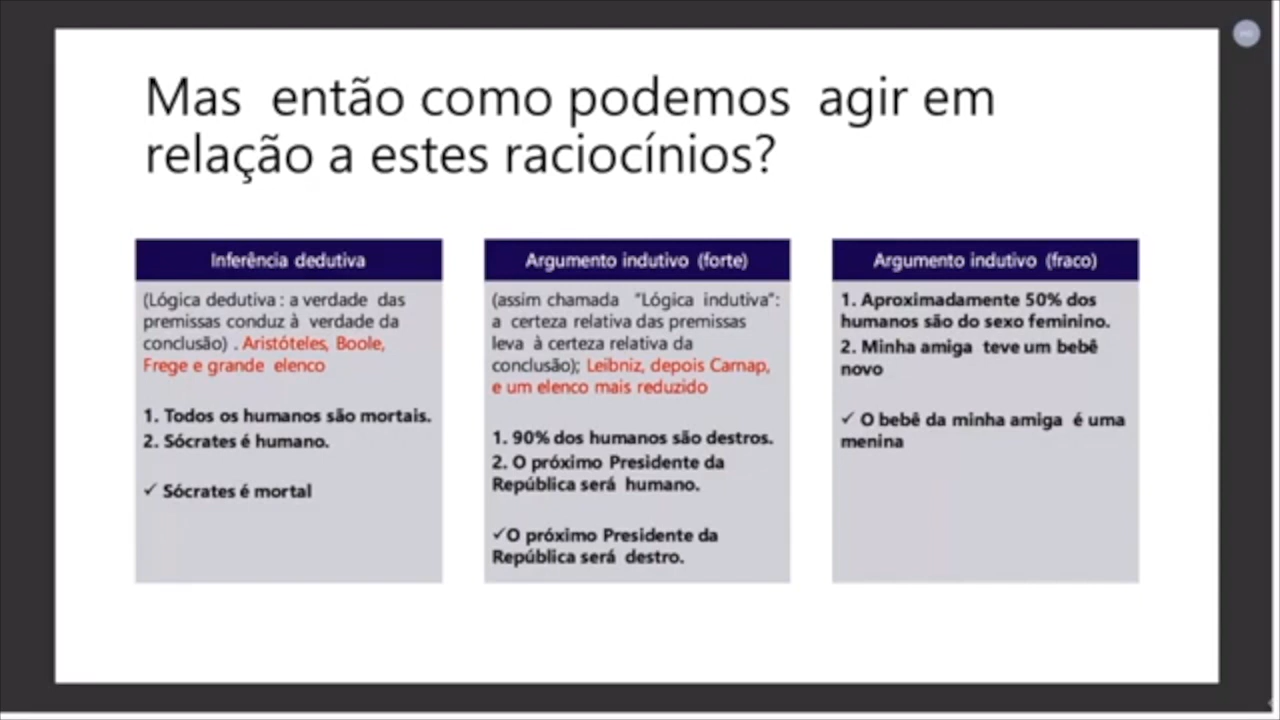 Mas então como podemos agir em
relação a estes raciocínios?
Inferência dedutiva
(Lógica dedutiva : a verdade das
premissas conduz à verdade da
conclusão) . Aristóteles, Boole,
Frege e grande elenco
1. Todos os humanos são mortais.
2. Sócrates é humano.
✓ Sócrates é mortal
Argumento indutivo (forte)
(assim chamada "Lógica indutiva":
a certeza relativa das premissas
leva à certeza relativa da
conclusão); Leibniz, depois Carnap,
e um elenco mais reduzido
1. 90% dos humanos são destros.
2. O próximo Presidente da
República será humano.
✓O próximo Presidente da
República será destro.
Argumento indutivo (fraco)
1. Aproximadamente 50% dos
humanos são do sexo feminino.
2. Minha amiga teve um bebê
novo
✓ O bebê da minha amiga é uma
menina